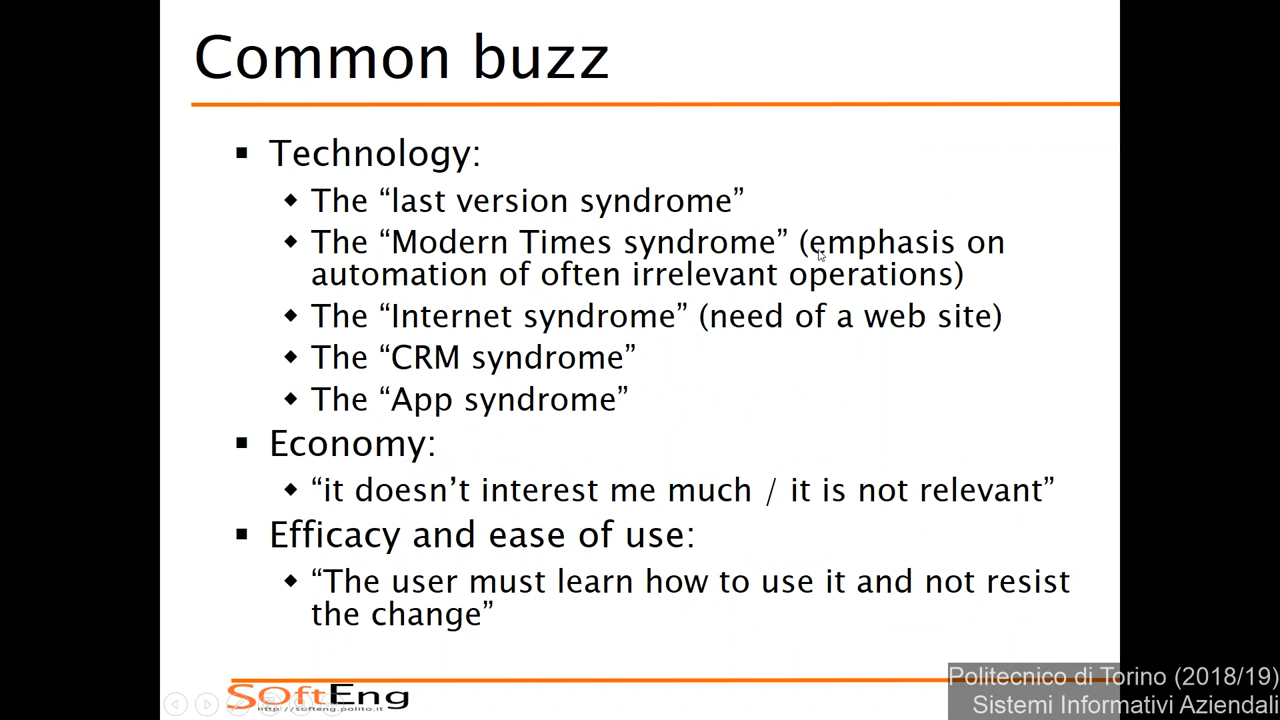 Common buzz
Technology:
The “last version syndrome”
The “Modern Times syndrome” (emphasis on
automation of often irrelevant operations)
The “Internet syndrome” (need of a web site)
The “CRM syndrome”
The “App syndrome”
Economy:
“it doesn’t interest me much / it is not relevant”
Efficacy and ease of use:
“The user must learn how to use it and not resist
the change”
SOftEng
http://softeng.polito.it
Politecnico di Torino (2018/19)
Sistemi Informativi Aziendali